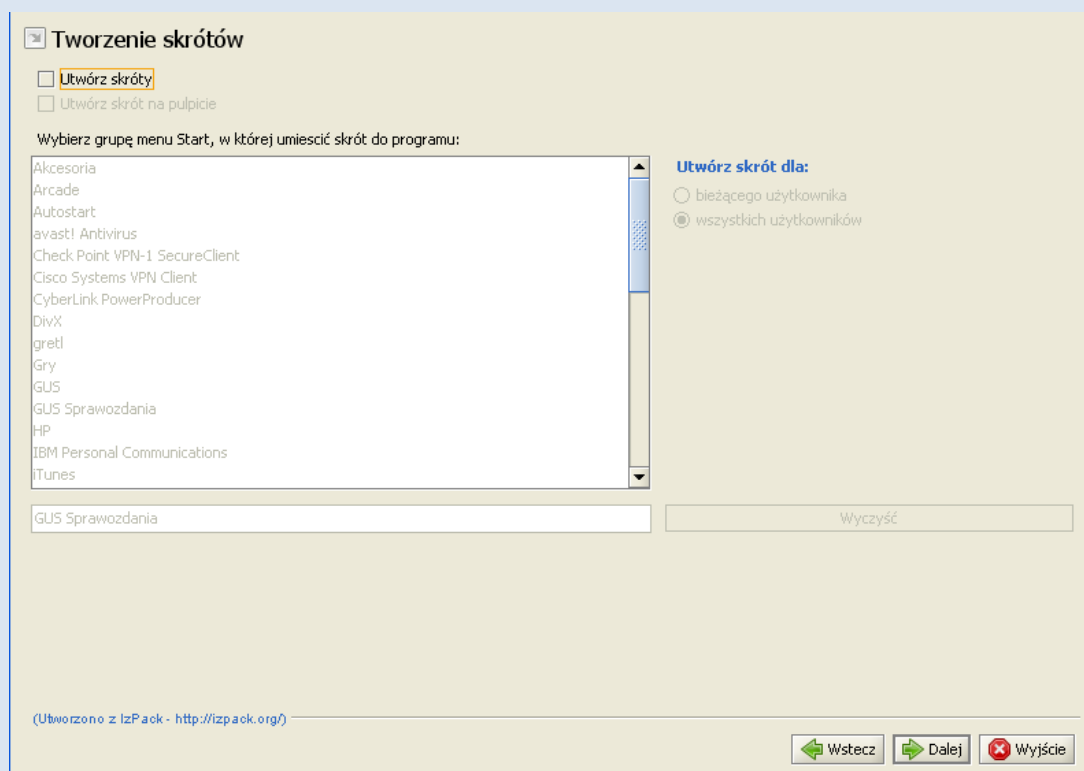 Tworzenie skrótów
Utwórz skróty
Utwórz skrót na pulpicie
Wybierz grupę menu Start, w której umiescić skrót do programu:
Akcesoria
Arcade
Autostart
avast! Antivirus
Check Point VPN-1 SecureClient
Cisco Systems VPN Client
CyberLink PowerProducer
DivX
gretl
Gry
GUS
GUS Sprawozdania
HP
IBM Personal Communications
iTunes
Utwórz skrót dla:
bieżącego użytkownika
wszystkich użytkowników
GUS Sprawozdania
Wyczyść
(Utworzono z IzPack - http://izpack.org/)
Wstecz
Dalej
Wyjście